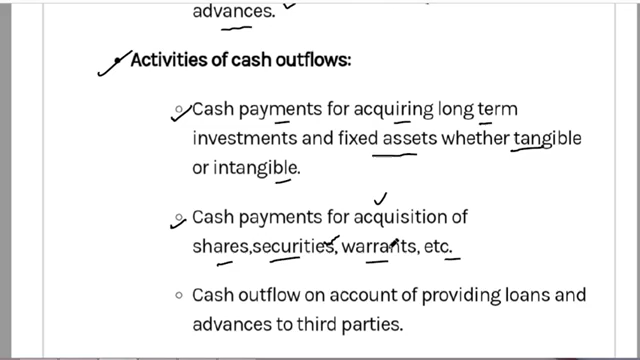 advances.
Activities of cash outflows:
Cash payments for acquiring long term
investments and fixed assets whether tangible
or intangible.
Cash payments for acquisition of
shares,securities, warrants, etc.
Cash outflow on account of providing loans and
advances to third parties.